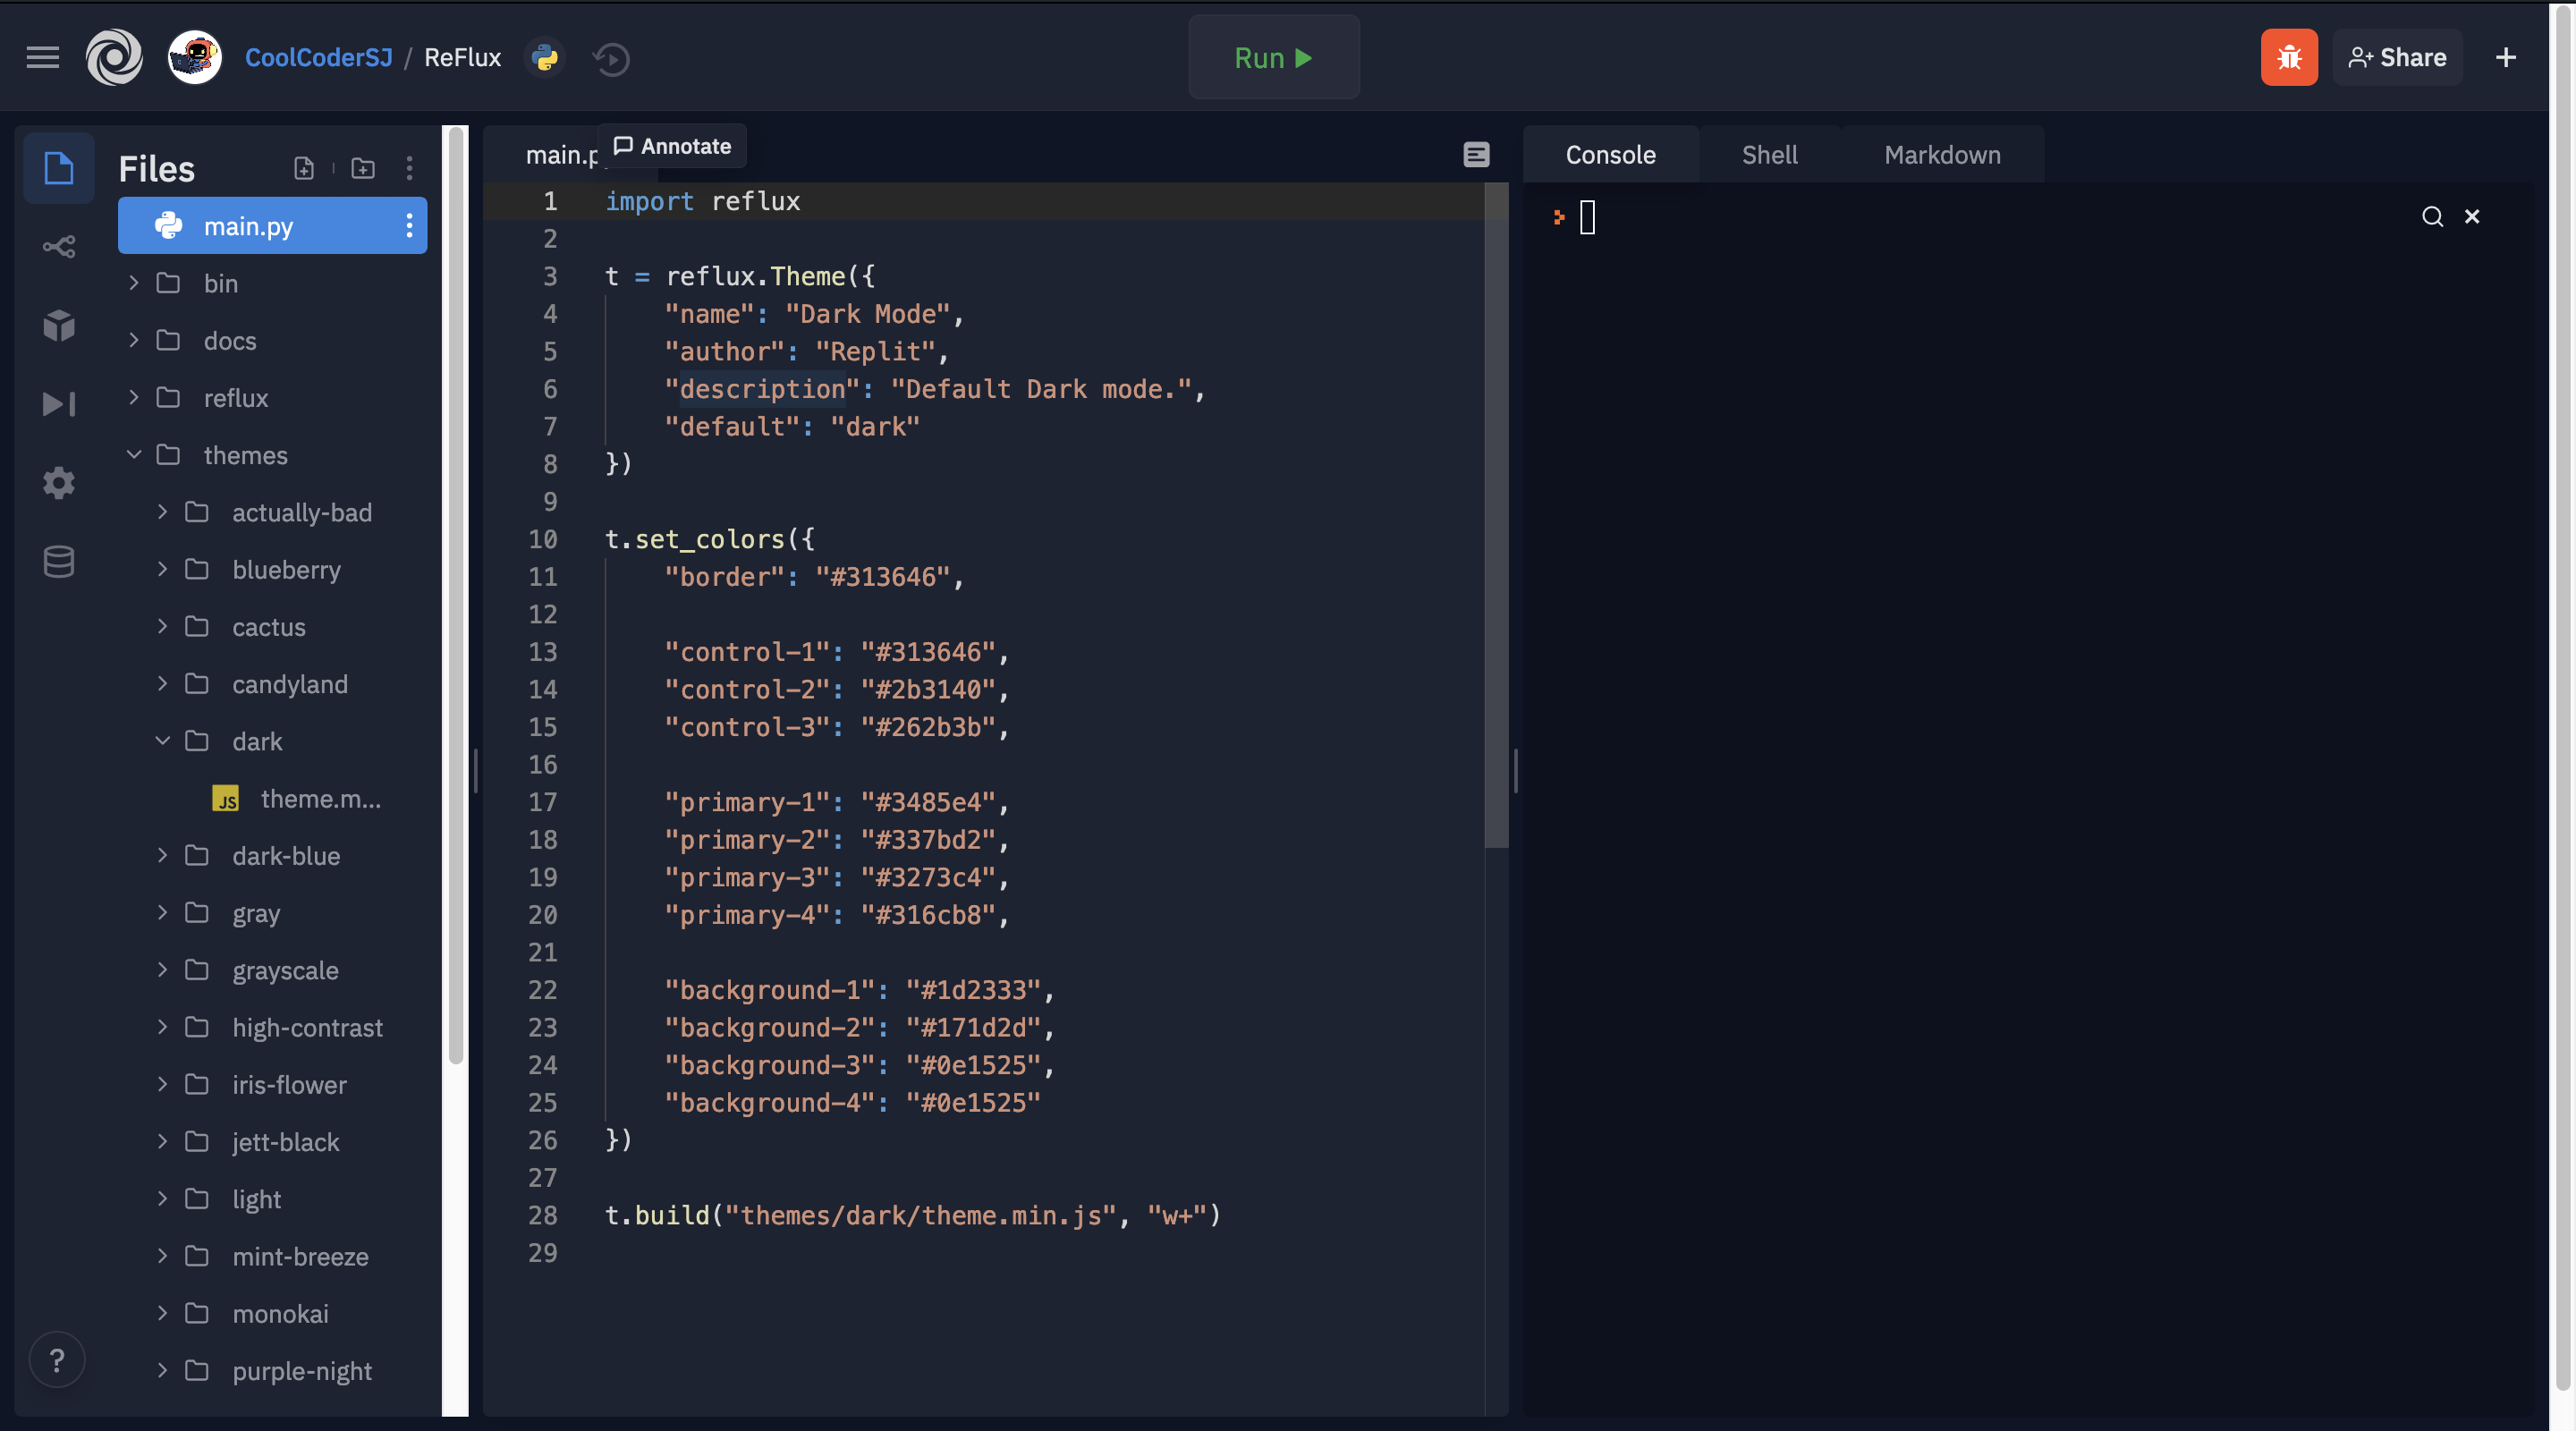 CoolCoderSJ / ReFlux
Run
Share
Files
main.py
bin
docs
reflux
themes
actually-bad
blueberry
cactus
candyland
dark
JS theme.m...
dark-blue
gray
grayscale
high-contrast
iris-flower
jett-black
light
mint-breeze
monokai
purple-night
?
main.p
Annotate
1 import reflux
2
3 t = reflux.Theme({
4 "name": "Dark Mode",
5 "author": "Replit",
6 "description": "Default Dark mode.",
7 "default": "dark"
8 })
9
10 t.set_colors({
11 "border": "#313646",
12
13 "control-1": "#313646",
14 "control-2": "#2b3140",
15 "control-3": "#262b3b",
16
17 "primary-1": "#3485e4",
18 "primary-2": "#337bd2",
19 "primary-3": "#3273c4",
20 "primary-4": "#316cb8",
21
22 "background-1": "#1d2333",
23 "background-2": "#171d2d",
24 "background-3": "#0e1525",
25 "background-4": "#0e1525"
26 })
27
28 t.build("themes/dark/theme.min.js", "w+")
29
Console Shell Markdown